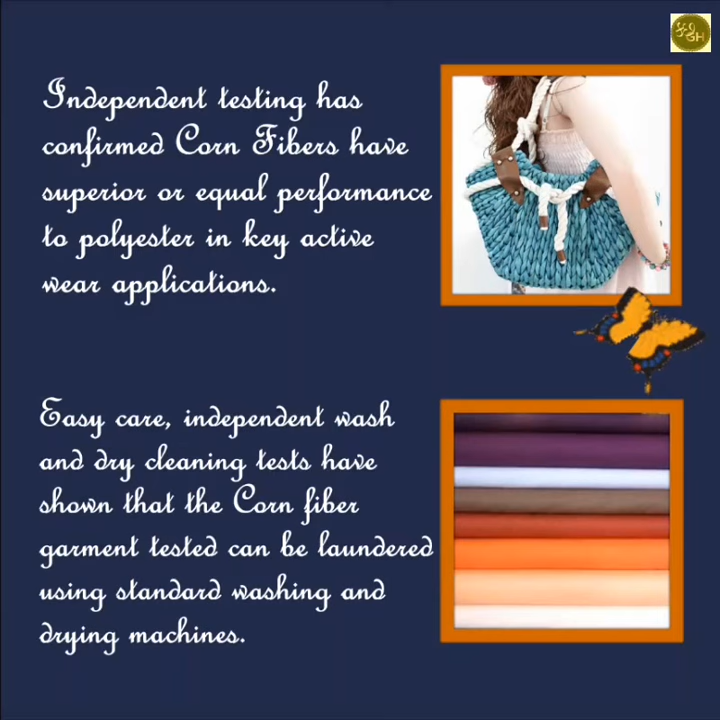 Independent testing has
confirmed Corn Fibers have
superior or equal performance
to polyester in key active
wear applications.
Easy care, independent wash
and dry cleaning tests have
shown that the Corn fiber
garment tested can be laundered
using standard washing and
drying machines.